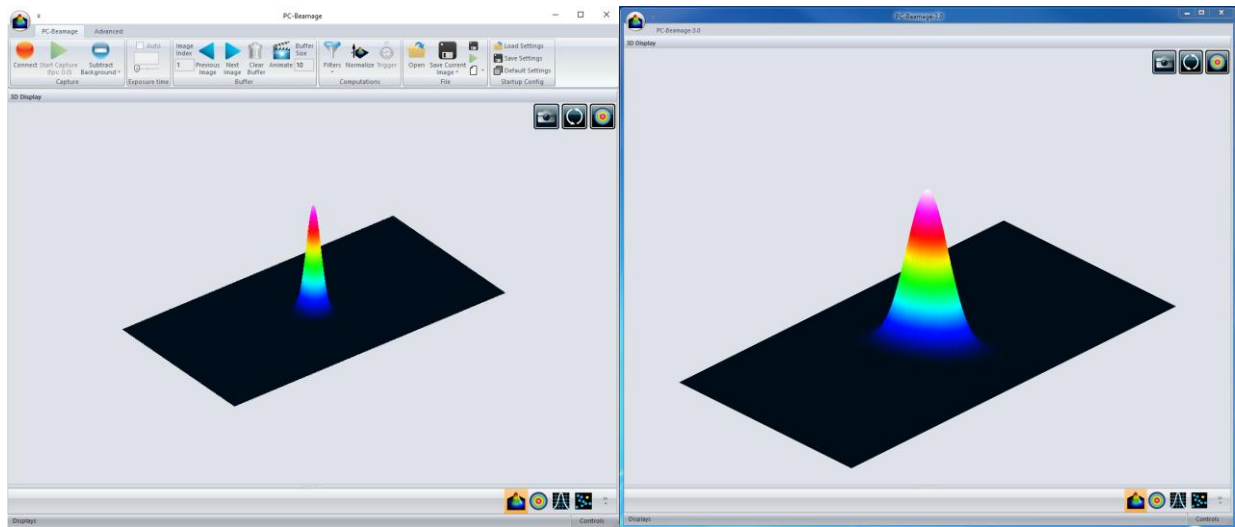 PC-Beamage
PC-Beamage Advanced
Connect Start Capture (fps: 0.0) Subtract Background
Capture
Auto
Exposure time
Image Index
1 Previous Image Next Image Clear Buffer Animate Buffer Size 10
Buffer
Filters Normalize Trigger
Computations
Open Save Current Image
File
Load Settings
Save Settings
Default Settings
Startup Config
3D Display
Displays Controls
PC-Beamage-3.0
PC-Beamage-3.0
3D Display
Displays Controls